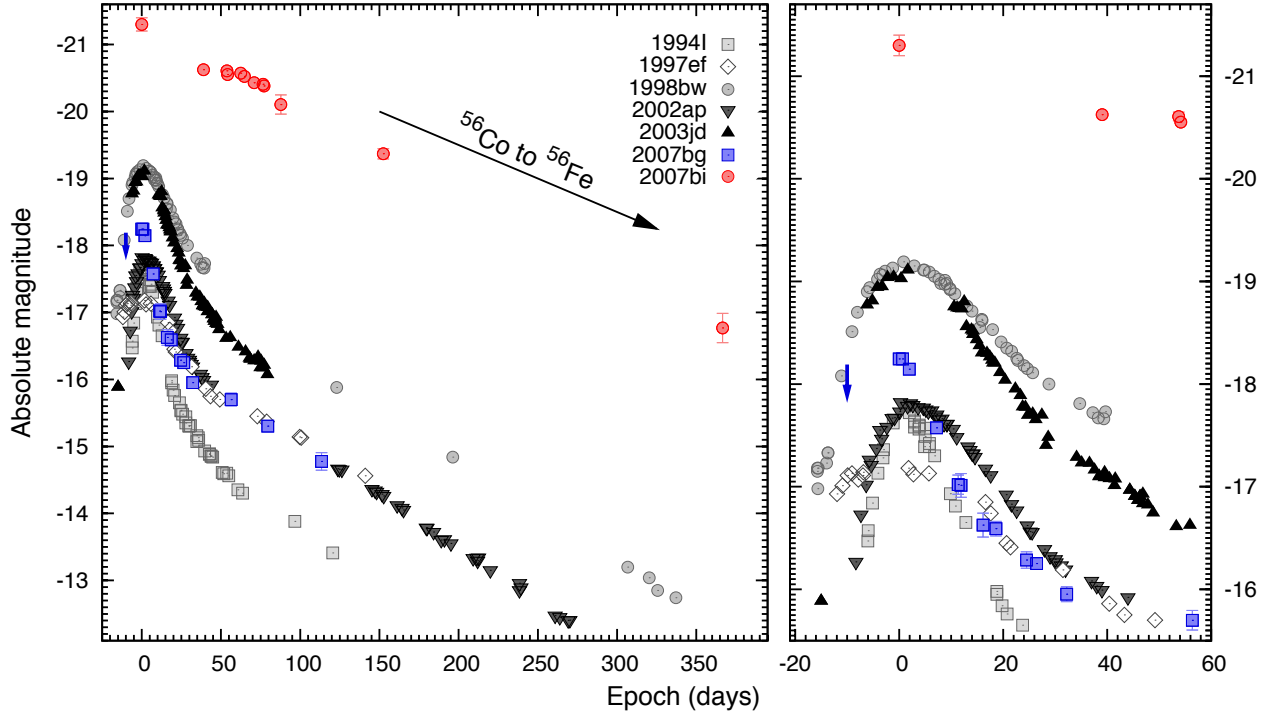 -21
-20
-19
-18
-17
-16
-15
-14
-13
Absolute magnitude
1994I
1997ef
1998bw
2002ap
2003jd
2007bg
2007bi
⁵⁶Co to ⁵⁶Fe
0 50 100 150 200 250 300 350
-21
-20
-19
-18
-17
-16
-20 0 20 40 60
Epoch (days)